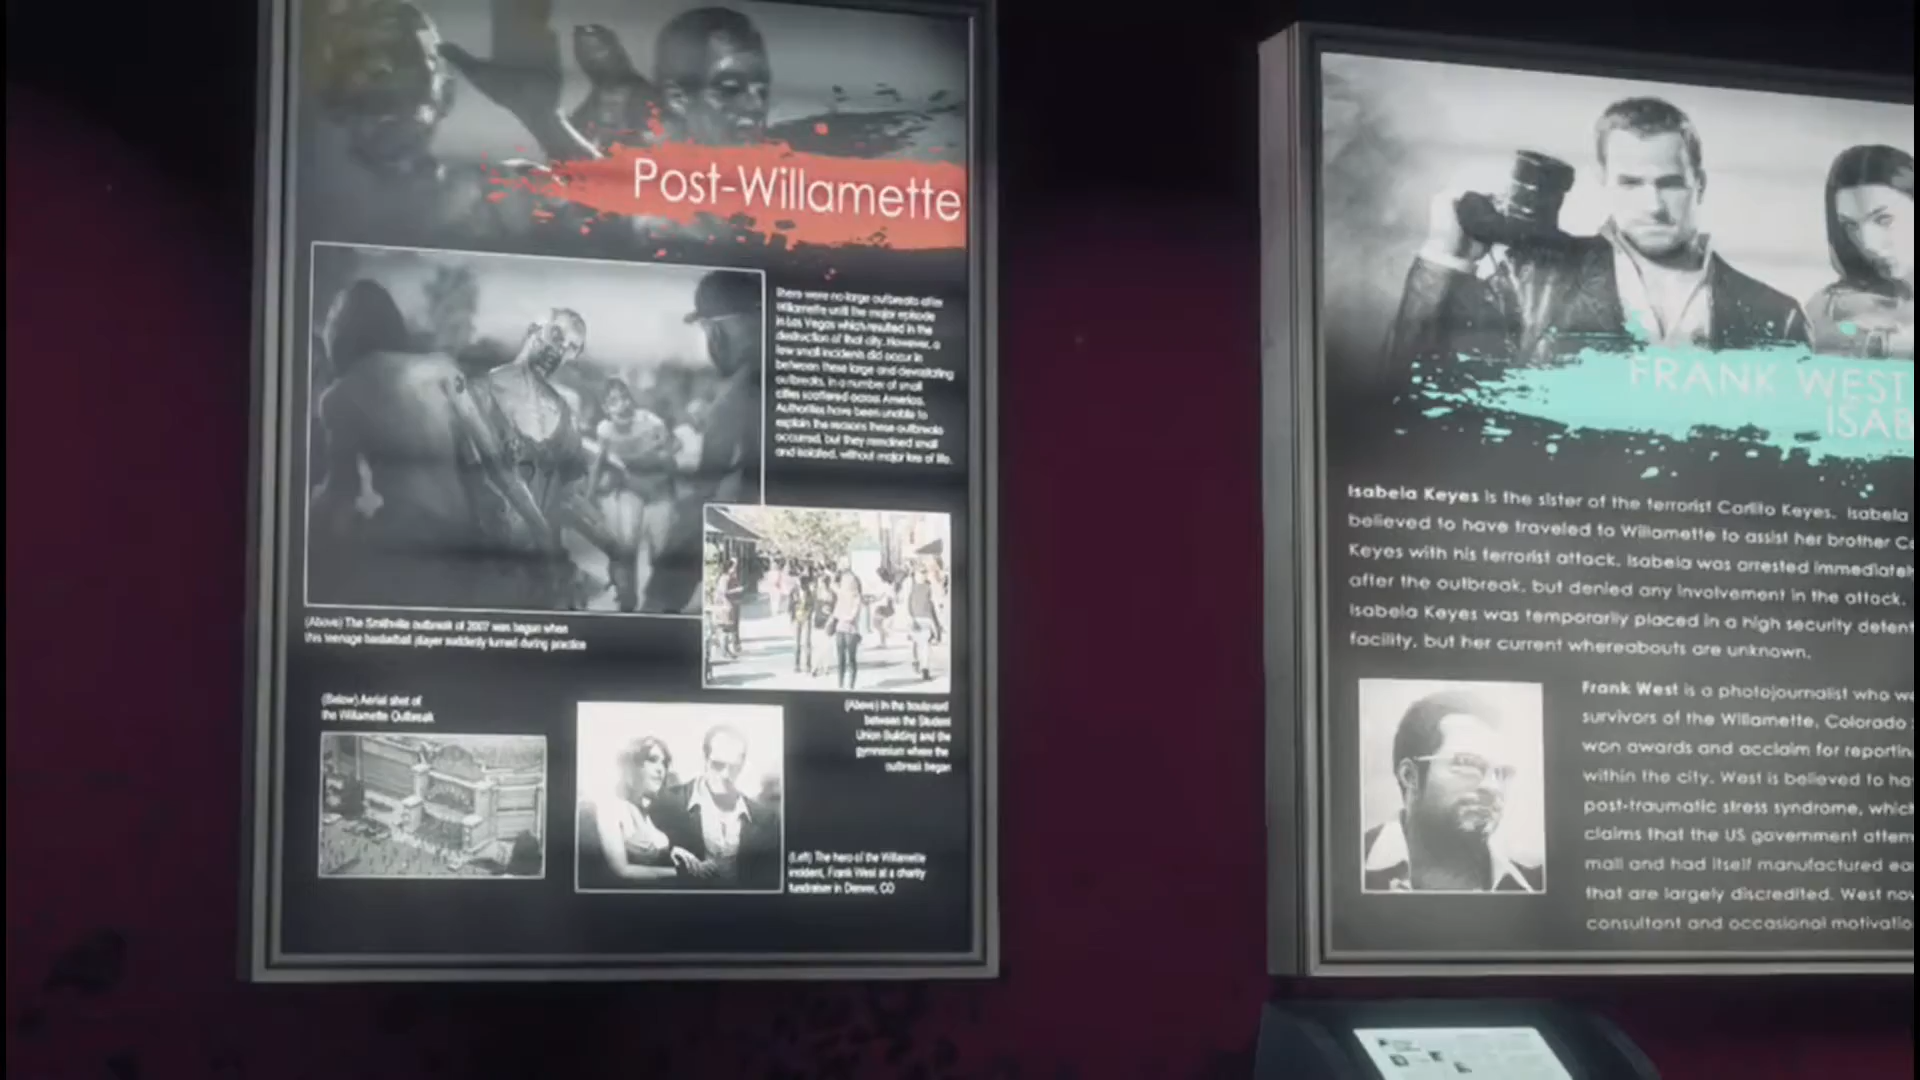 Post-Willamette
There were no large outbreaks after
Willamette until the major episode
in Las Vegas which resulted in the
destruction of that city. However, a
few small incidents did occur in
between these large and devastating
outbreaks, in a number of small
cities scattered across America.
Authorities have been unable to
explain the reasons these outbreaks
occurred, but they remained small
and isolated, without major loss of life.
(Above) The Smithville outbreak of 2007 was begun when
this teenage basketball player suddenly turned during practice
(Above) In the boulevard
between the Student
Union Building and the
gymnasium where the
outbreak began
(Below) Aerial shot of
the Willamette Outbreak
(Left) The hero of the Willamette
incident, Frank West at a charity
fundraiser in Denver, CO
FRANK WEST
ISAB
Isabela Keyes is the sister of the terrorist Carlito Keyes. Isabela
believed to have traveled to Willamette to assist her brother Ca
Keyes with his terrorist attack. Isabela was arrested immediatel
after the outbreak, but denied any involvement in the attack.
Isabela Keyes was temporarily placed in a high security deten
facility, but her current whereabouts are unknown.
Frank West is a photojournalist who we
survivors of the Willamette, Colorado
won awards and acclaim for reportin
within the city. West is believed to ha
post-traumatic stress syndrome, which
claims that the US government attem
mall and had itself manufactured ea
that are largely discredited. West nov
consultant and occasional motivatio